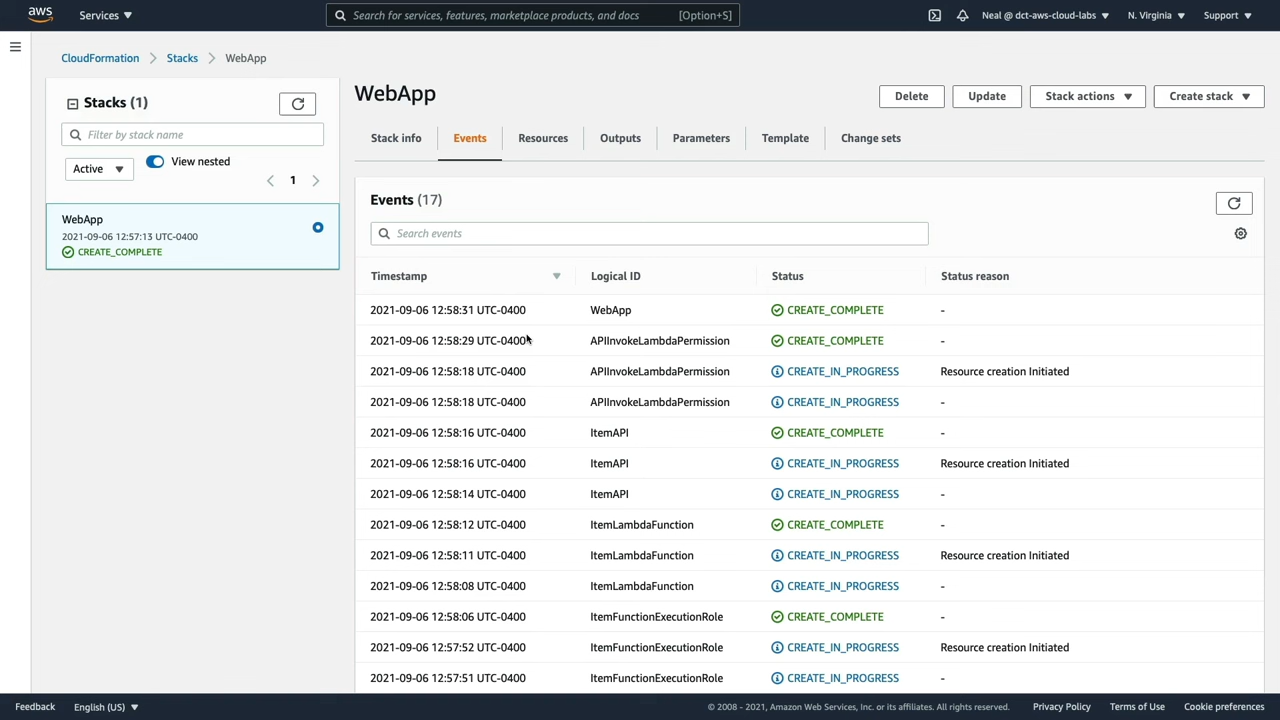 aws Services Search for services, features, marketplace products, and docs [Option+S] Neal @ dct-aws-cloud-labs N. Virginia Support
CloudFormation Stacks WebApp
Stacks (1)
Filter by stack name
Active View nested
1
WebApp
2021-09-06 12:57:13 UTC-0400
CREATE_COMPLETE
WebApp
Delete Update Stack actions Create stack
Stack info Events Resources Outputs Parameters Template Change sets
Events (17)
Search events
Timestamp Logical ID Status Status reason
2021-09-06 12:58:31 UTC-0400 WebApp CREATE_COMPLETE -
2021-09-06 12:58:29 UTC-0400 APIInvokeLambdaPermission CREATE_COMPLETE -
2021-09-06 12:58:18 UTC-0400 APIInvokeLambdaPermission CREATE_IN_PROGRESS Resource creation Initiated
2021-09-06 12:58:18 UTC-0400 APIInvokeLambdaPermission CREATE_IN_PROGRESS -
2021-09-06 12:58:16 UTC-0400 ItemAPI CREATE_COMPLETE -
2021-09-06 12:58:16 UTC-0400 ItemAPI CREATE_IN_PROGRESS Resource creation Initiated
2021-09-06 12:58:14 UTC-0400 ItemAPI CREATE_IN_PROGRESS -
2021-09-06 12:58:12 UTC-0400 ItemLambdaFunction CREATE_COMPLETE -
2021-09-06 12:58:11 UTC-0400 ItemLambdaFunction CREATE_IN_PROGRESS Resource creation Initiated
2021-09-06 12:58:08 UTC-0400 ItemLambdaFunction CREATE_IN_PROGRESS -
2021-09-06 12:58:06 UTC-0400 ItemFunctionExecutionRole CREATE_COMPLETE -
2021-09-06 12:57:52 UTC-0400 ItemFunctionExecutionRole CREATE_IN_PROGRESS Resource creation Initiated
2021-09-06 12:57:51 UTC-0400 ItemFunctionExecutionRole CREATE_IN_PROGRESS -
Feedback English (US) © 2008 - 2021, Amazon Web Services, Inc. or its affiliates. All rights reserved. Privacy Policy Terms of Use Cookie preferences